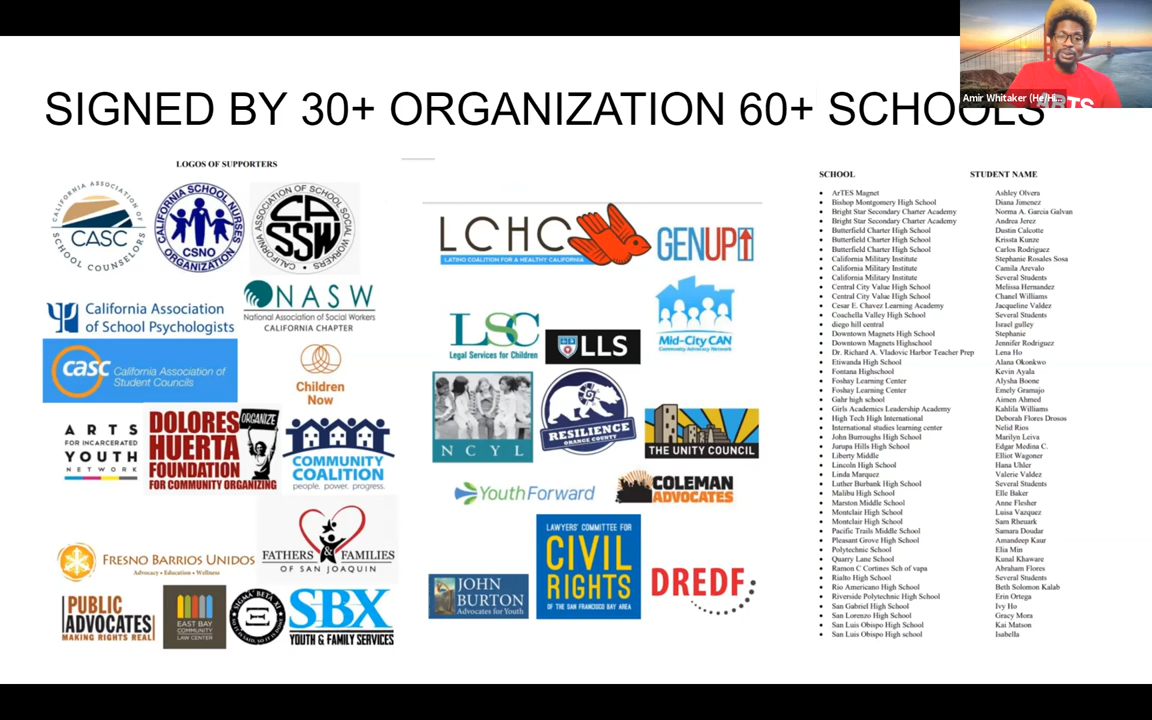 SIGNED BY 30+ ORGANIZATION 60+ SCHOOLS
Amir Whitaker (He/Hi...
ARTS
LOGOS OF SUPPORTERS
CALIFORNIA ASSOCIATION OF
CASC
SCHOOL COUNSELORS
CALIFORNIA SCHOOL NURSES
CSNO
ORGANIZATION
CALIFORNIA ASSOCIATION OF SCHOOL SOCIAL WORKERS
CA
SSW
California Association
of School Psychologists
NASW
National Association of Social Workers
CALIFORNIA CHAPTER
casc California Association of
Student Councils
Children
Now
ARTS
FOR INCARCERATED
YOUTH
NETWORK
DOLORES
HUERTA
FOUNDATION
FOR COMMUNITY ORGANIZING
ORGANIZE
COMMUNITY
COALITION
people. power. progress.
FRESNO BARRIOS UNIDOS
Advocacy • Education • Wellness
FATHERS & FAMILIES
OF SAN JOAQUIN
PUBLIC
ADVOCATES
MAKING RIGHTS REAL
EAST BAY
COMMUNITY
LAW CENTER
SIGMA BETA XI
SBX
YOUTH & FAMILY SERVICES
LCHC
LATINO COALITION FOR A HEALTHY CALIFORNIA
GENUP
LSC
Legal Services for Children
LLS
Mid-City CAN
Community Advocacy Network
NCYL
RESILIENCE
ORANGE COUNTY
THE UNITY COUNCIL
YouthForward
COLEMAN
ADVOCATES
JOHN
BURTON
Advocates for Youth
LAWYERS' COMMITTEE FOR
CIVIL
RIGHTS
OF THE SAN FRANCISCO BAY AREA
DREDF
SCHOOL STUDENT NAME
• ArTES Magnet Ashley Olvera
• Bishop Montgomery High School Diana Jimenez
• Bright Star Secondary Charter Academy Norma A. Garcia Galvan
• Bright Star Secondary Charter Academy Andrea Jerez
• Butterfield Charter High School Dustin Calcotte
• Butterfield Charter High School Krissta Kunze
• Butterfield Charter High School Carlos Rodriguez
• California Military Institute Stephanie Rosales Sosa
• California Military Institute Camila Arevalo
• California Military Institute Several Students
• Central City Value High School Melissa Hernandez
• Central City Value High School Chanel Williams
• Cesar E. Chavez Learning Academy Jacqueline Valdez
• Coachella Valley High School Several Students
• diego hill central Israel gulley
• Downtown Magnets High School Stephanie
• Downtown Magnets Highschool Jennifer Rodriguez
• Dr. Richard A. Vladovic Harbor Teacher Prep Lena Ho
• Etiwanda High School Alana Okonkwo
• Fontana Highschool Kevin Ayala
• Foshay Learning Center Alysha Boone
• Foshay Learning Center Emely Gramajo
• Gahr high school Aimen Ahmed
• Girls Academics Leadership Academy Kahlila Williams
• High Tech High International Deborah Flores Drosos
• International studies learning center Nelid Rios
• John Burroughs High School Marilyn Leiva
• Jurupa Hills High School Edgar Medina C.
• Liberty Middle Elliot Wagoner
• Lincoln High School Hana Uhler
• Linda Marquez Valerie Valdez
• Luther Burbank High School Several Students
• Malibu High School Elle Baker
• Marston Middle School Anne Flesher
• Montclair High School Luisa Vazquez
• Montclair High School Sam Rheuark
• Pacific Trails Middle School Samara Doudar
• Pleasant Grove High School Amandeep Kaur
• Polytechnic School Elia Min
• Quarry Lane School Kunal Khaware
• Ramon C Cortines Sch of vapa Abraham Flores
• Rialto High School Several Students
• Rio Americano High School Beth Solomon Kalab
• Riverside Polytechnic High School Erin Ortega
• San Gabriel High School Ivy Ho
• San Lorenzo High School Gracy Mora
• San Luis Obispo High School Kai Matson
• San Luis Obispo High school Isabella